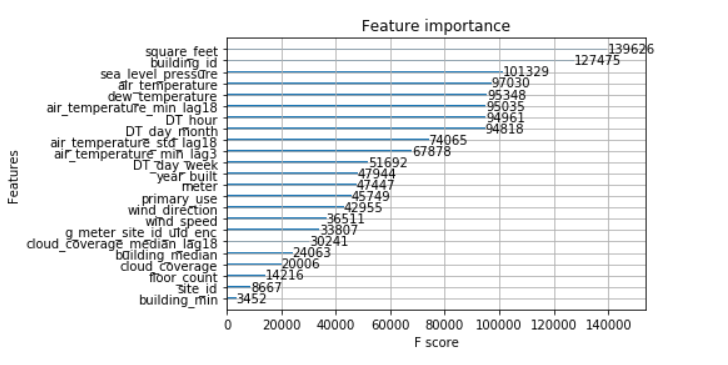 Feature importance
square_feet 139626
building_id 127475
sea_level_pressure 101329
air_temperature 97030
dew_temperature 95348
air_temperature_min_lag18 95035
DT_hour 94961
DT_day_month 94818
air_temperature_std_lag18 74065
air_temperature_min_lag3 67878
DT_day_week 51692
year_built 47944
meter 47447
primary_use 45749
wind_direction 42955
wind_speed 36511
g_meter_site_id_uid_enc 33807
cloud_coverage_median_lag18 30241
building_median 24063
cloud_coverage 20006
floor_count 14216
site_id 8667
building_min 3452
Features
0 20000 40000 60000 80000 100000 120000 140000
F score